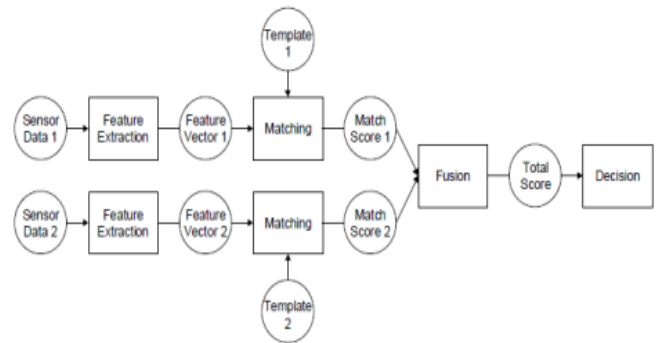 Template
1
Sensor
Data 1
Feature
Extraction
Feature
Vector 1
Matching
Match
Score 1
Fusion
Total
Score
Decision
Sensor
Data 2
Feature
Extraction
Feature
Vector 2
Matching
Match
Score 2
Template
2